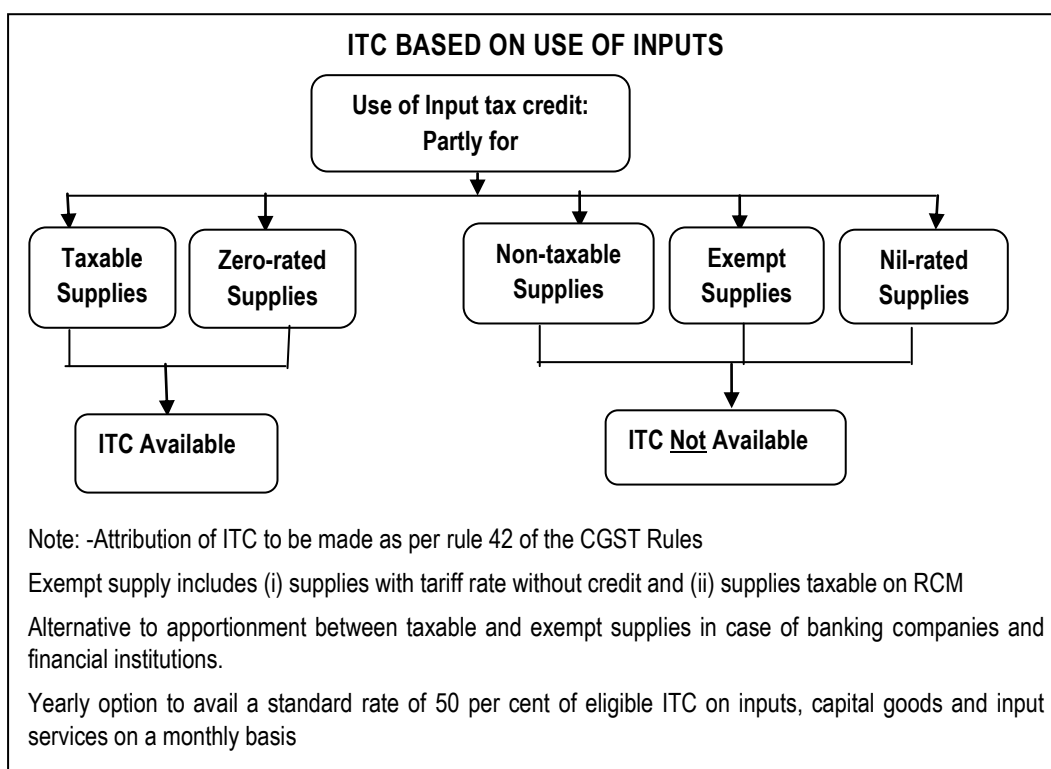 ITC BASED ON USE OF INPUTS
Use of Input tax credit:
Partly for
Taxable
Supplies
Zero-rated
Supplies
Non-taxable
Supplies
Exempt
Supplies
Nil-rated
Supplies
ITC Available
ITC Not Available
Note: -Attribution of ITC to be made as per rule 42 of the CGST Rules
Exempt supply includes (i) supplies with tariff rate without credit and (ii) supplies taxable on RCM
Alternative to apportionment between taxable and exempt supplies in case of banking companies and
financial institutions.
Yearly option to avail a standard rate of 50 per cent of eligible ITC on inputs, capital goods and input
services on a monthly basis